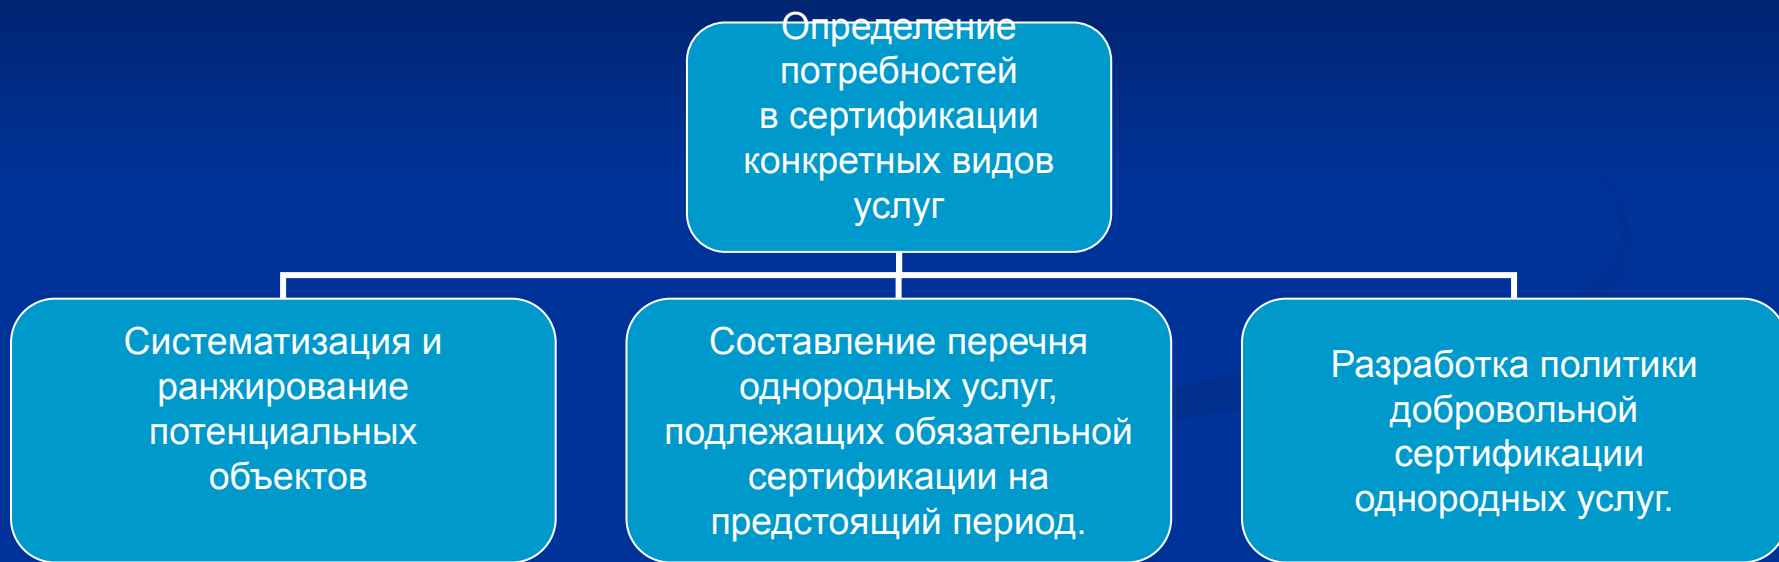 Определение
потребностей
в сертификации
конкретных видов
услуг
Систематизация и
ранжирование
потенциальных
объектов
Составление перечня
однородных услуг,
подлежащих обязательной
сертификации на
предстоящий период.
Разработка политики
добровольной
сертификации
однородных услуг.